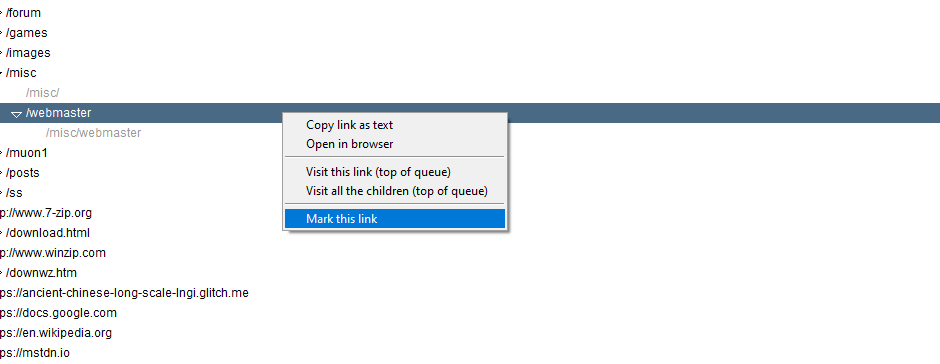 /forum
/games
/images
/misc
/misc/
/webmaster
Copy link as text
Open in browser
/misc/webmaster
/muon1
Visit this link (top of queue)
/posts
Visit all the children (top of queue)
/ss
p://www.7-zip.org
Mark this link
/download.html
p://www.winzip.com
/downwz.htm
ps://ancient-chinese-long-scale-lngi.glitch.me
ps://docs.google.com
ps://en.wikipedia.org
ps://mstdn.io